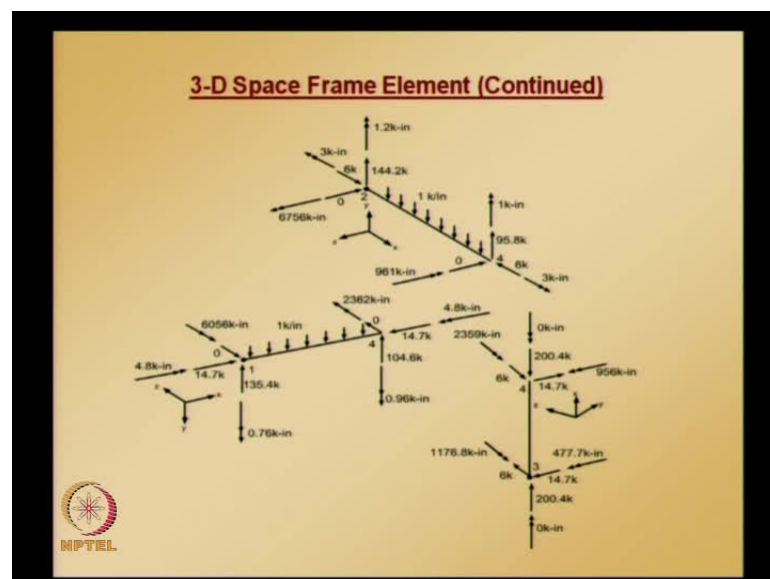 3-D Space Frame Element (Continued)
1.2k-in
3k-in
6k
144.2k
0
2
1 k/in
6756k-in
y
z
x
1k-in
95.8k
0
4
6k
961k-in
3k-in
2362k-in
4.8k-in
6056k-in
1k/in
0
0
4
14.7k
4.8k-in
14.7k
1
135.4k
104.6k
z
x
y
0.96k-in
0.76k-in
0k-in
2359k-in
200.4k
6k
4
14.7k
956k-in
x
z
y
1176.8k-in
3
477.7k-in
6k
14.7k
200.4k
0k-in
NPTEL